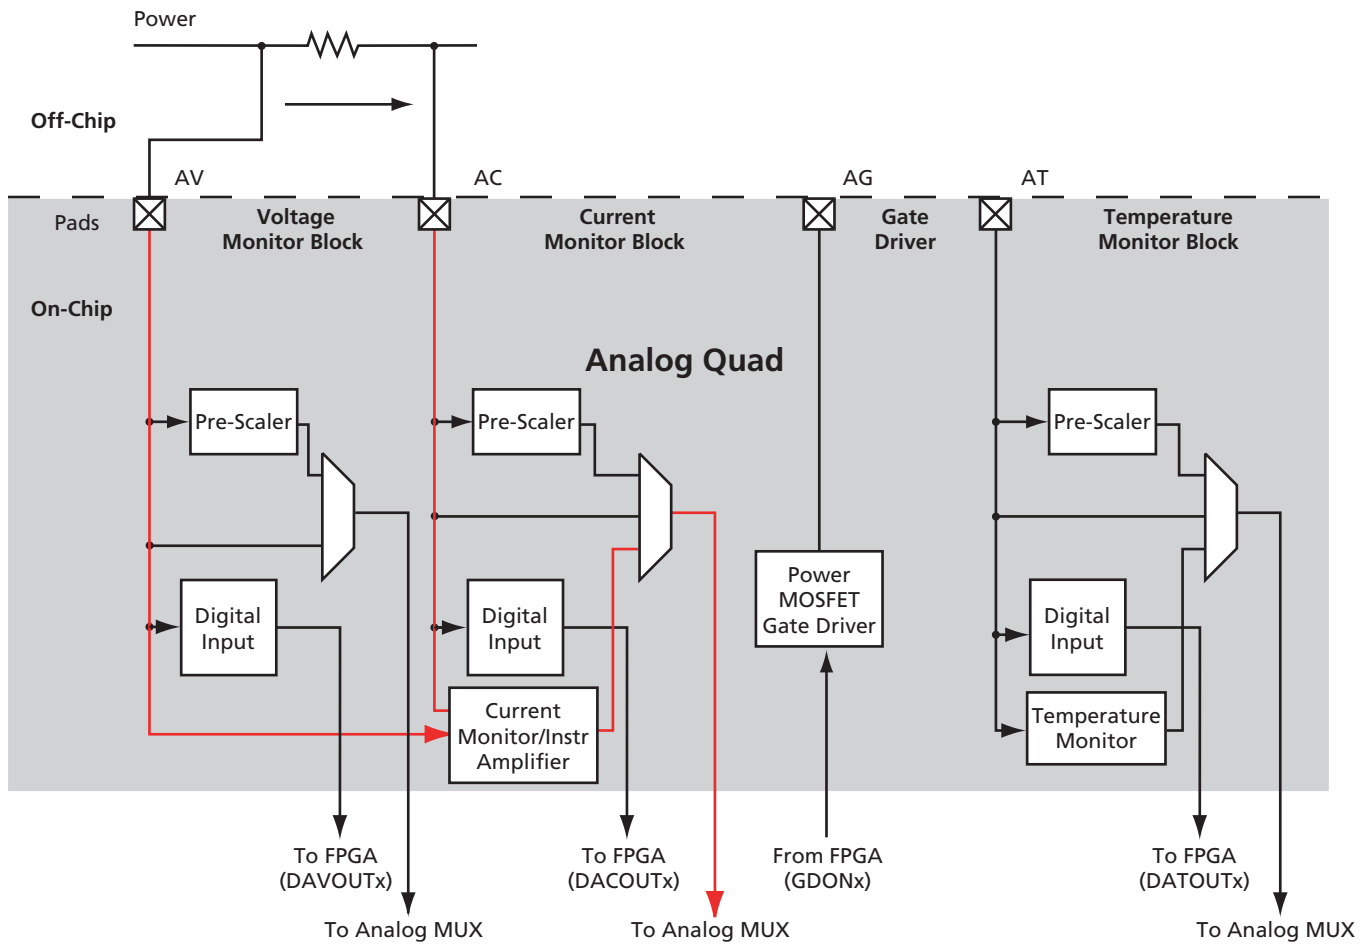 Power
Off-Chip
AV
AC
AG
AT
Pads
Voltage
Monitor Block
Current
Monitor Block
Gate
Driver
Temperature
Monitor Block
On-Chip
Analog Quad
Pre-Scaler
Pre-Scaler
Pre-Scaler
Digital
Input
Digital
Input
Power
MOSFET
Gate Driver
Digital
Input
Current
Monitor/Instr
Amplifier
Temperature
Monitor
To FPGA
(DAVOUTx)
To FPGA
(DACOUTx)
From FPGA
(GDONx)
To FPGA
(DATOUTx)
To Analog MUX
To Analog MUX
To Analog MUX